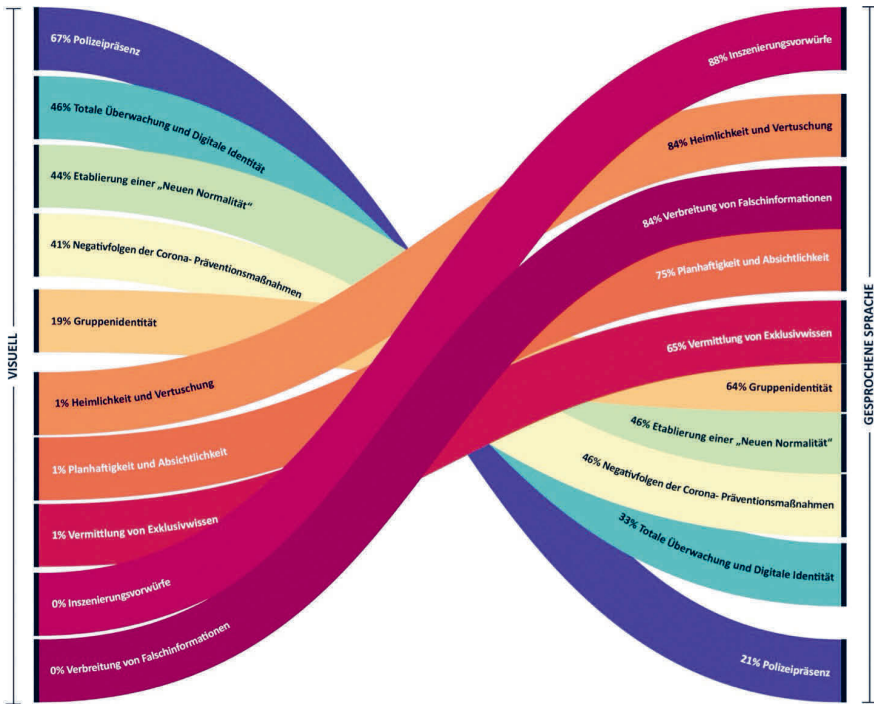 VISUELL
67% Polizeipräsenz
46% Totale Überwachung und Digitale Identität
44% Etablierung einer „Neuen Normalität“
41% Negativfolgen der Corona- Präventionsmaßnahmen
19% Gruppenidentität
1% Heimlichkeit und Vertuschung
1% Planhaftigkeit und Absichtlichkeit
1% Vermittlung von Exklusivwissen
0% Inszenierungsvorwürfe
0% Verbreitung von Falschinformationen
GESPROCHENE SPRACHE
88% Inszenierungsvorwürfe
84% Heimlichkeit und Vertuschung
84% Verbreitung von Falschinformationen
75% Planhaftigkeit und Absichtlichkeit
65% Vermittlung von Exklusivwissen
64% Gruppenidentität
46% Etablierung einer „Neuen Normalität“
46% Negativfolgen der Corona- Präventionsmaßnahmen
33% Totale Überwachung und Digitale Identität
21% Polizeipräsenz